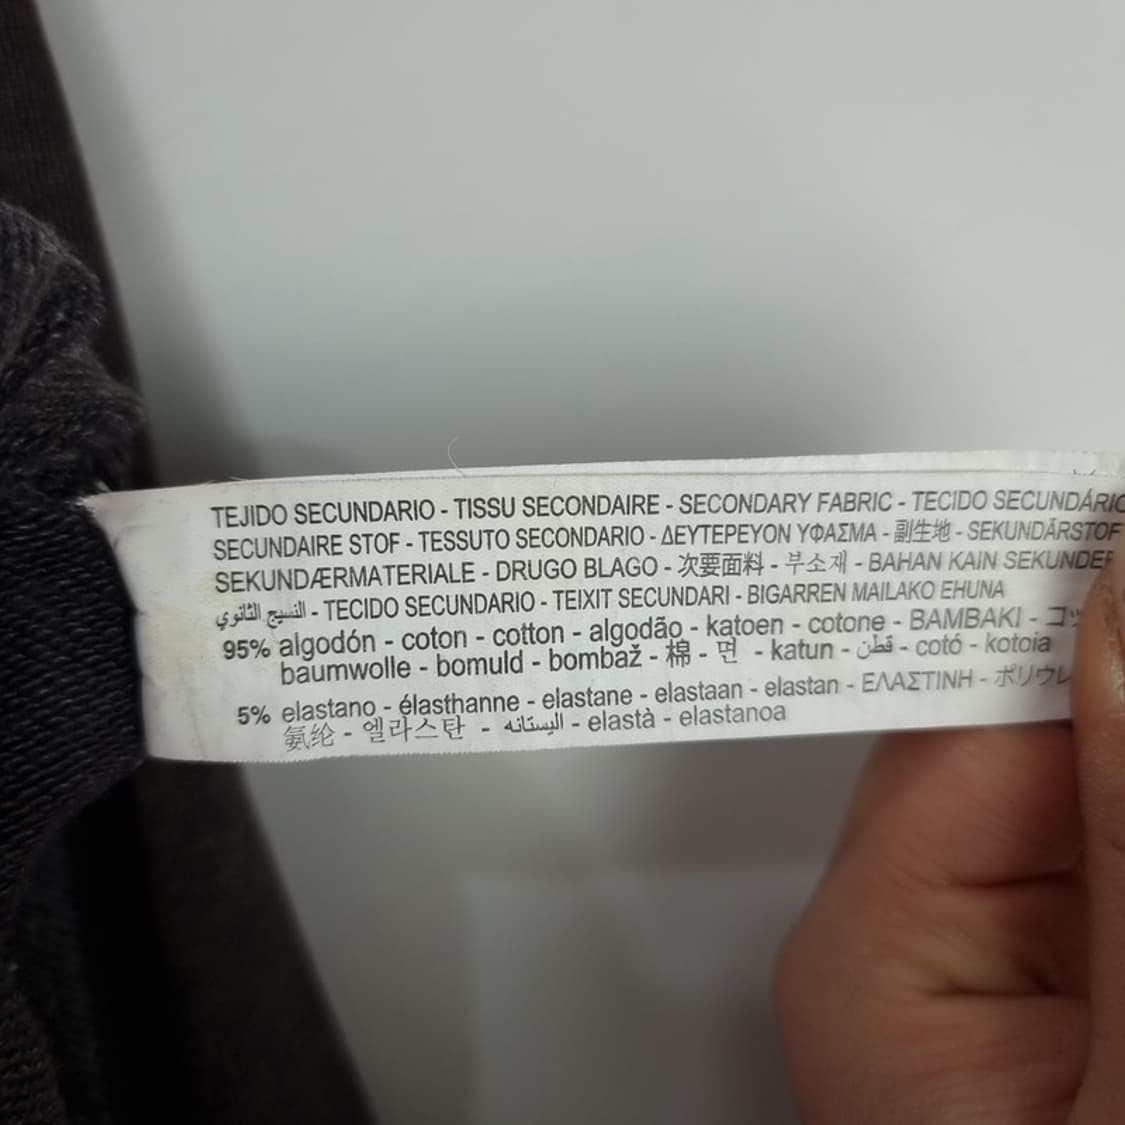 TEJIDO SECUNDARIO - TISSU SECONDAIRE - SECONDARY FABRIC - TECIDO SECUNDÁRIO
SECUNDAIRE STOF - TESSUTO SECONDARIO - ΔΕΥΤΕΡΕΥΟΝ ΥΦΑΣΜΑ - 副生地 - SEKUNDÄRSTOF
SEKUNDÆRMATERIALE - DRUGO BLAGO - 次要面料 - 부소재 - BAHAN KAIN SEKUNDER
النسيج الثانوي - TECIDO SECUNDARIO - TEIXIT SECUNDARI - BIGARREN MAILAKO EHUNA
95% algodón - coton - cotton - algodão - katoen - cotone - BAMBAKI -
baumwolle - bomuld - bombaž - 棉 - 면 - katun - قطن - cotó - kotoia
5% elastano - élasthanne - elastane - elastaan - elastan - ΕΛΑΣΤΙΝΗ -
氨纶 - 엘라스탄 - اليستانه - elastà - elastanoa